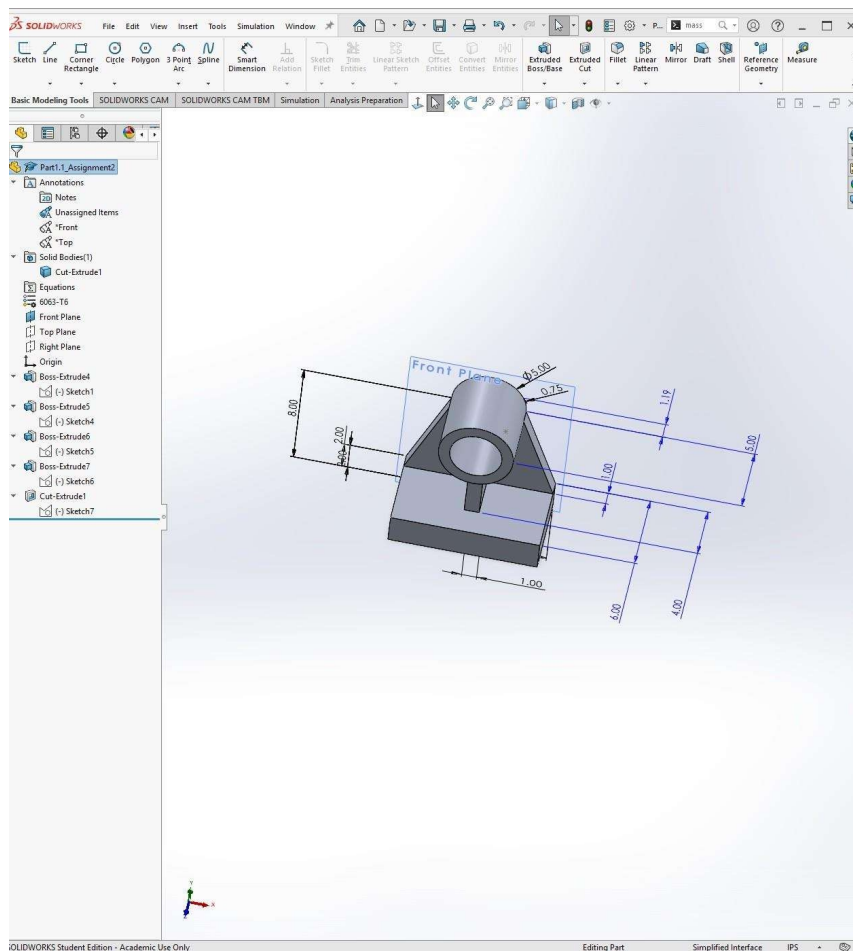 SOLIDWORKS File Edit View Insert Tools Simulation Window P... mass
Sketch Line Corner Rectangle Circle Polygon 3 Point Arc Spline Smart Dimension Add Relation Sketch Fillet Trim Entities Linear Sketch Pattern Offset Entities Convert Entities Mirror Entities Extruded Boss/Base Extruded Cut Fillet Linear Pattern Mirror Draft Shell Reference Geometry Measure
Basic Modeling Tools SOLIDWORKS CAM SOLIDWORKS CAM TBM Simulation Analysis Preparation
Part1.1_Assignment2
Annotations
Notes
Unassigned Items
*Front
*Top
Solid Bodies(1)
Cut-Extrude1
Equations
6063-T6
Front Plane
Top Plane
Right Plane
Origin
Boss-Extrude4
(-) Sketch1
Boss-Extrude5
(-) Sketch4
Boss-Extrude6
(-) Sketch5
Boss-Extrude7
(-) Sketch6
Cut-Extrude1
(-) Sketch7
Front Plane
Ø5.00
0.75
1.19
8.00
2.00
5.00
1.00
1.00
6.00
4.00
SOLIDWORKS Student Edition - Academic Use Only Editing Part Simplified Interface IPS